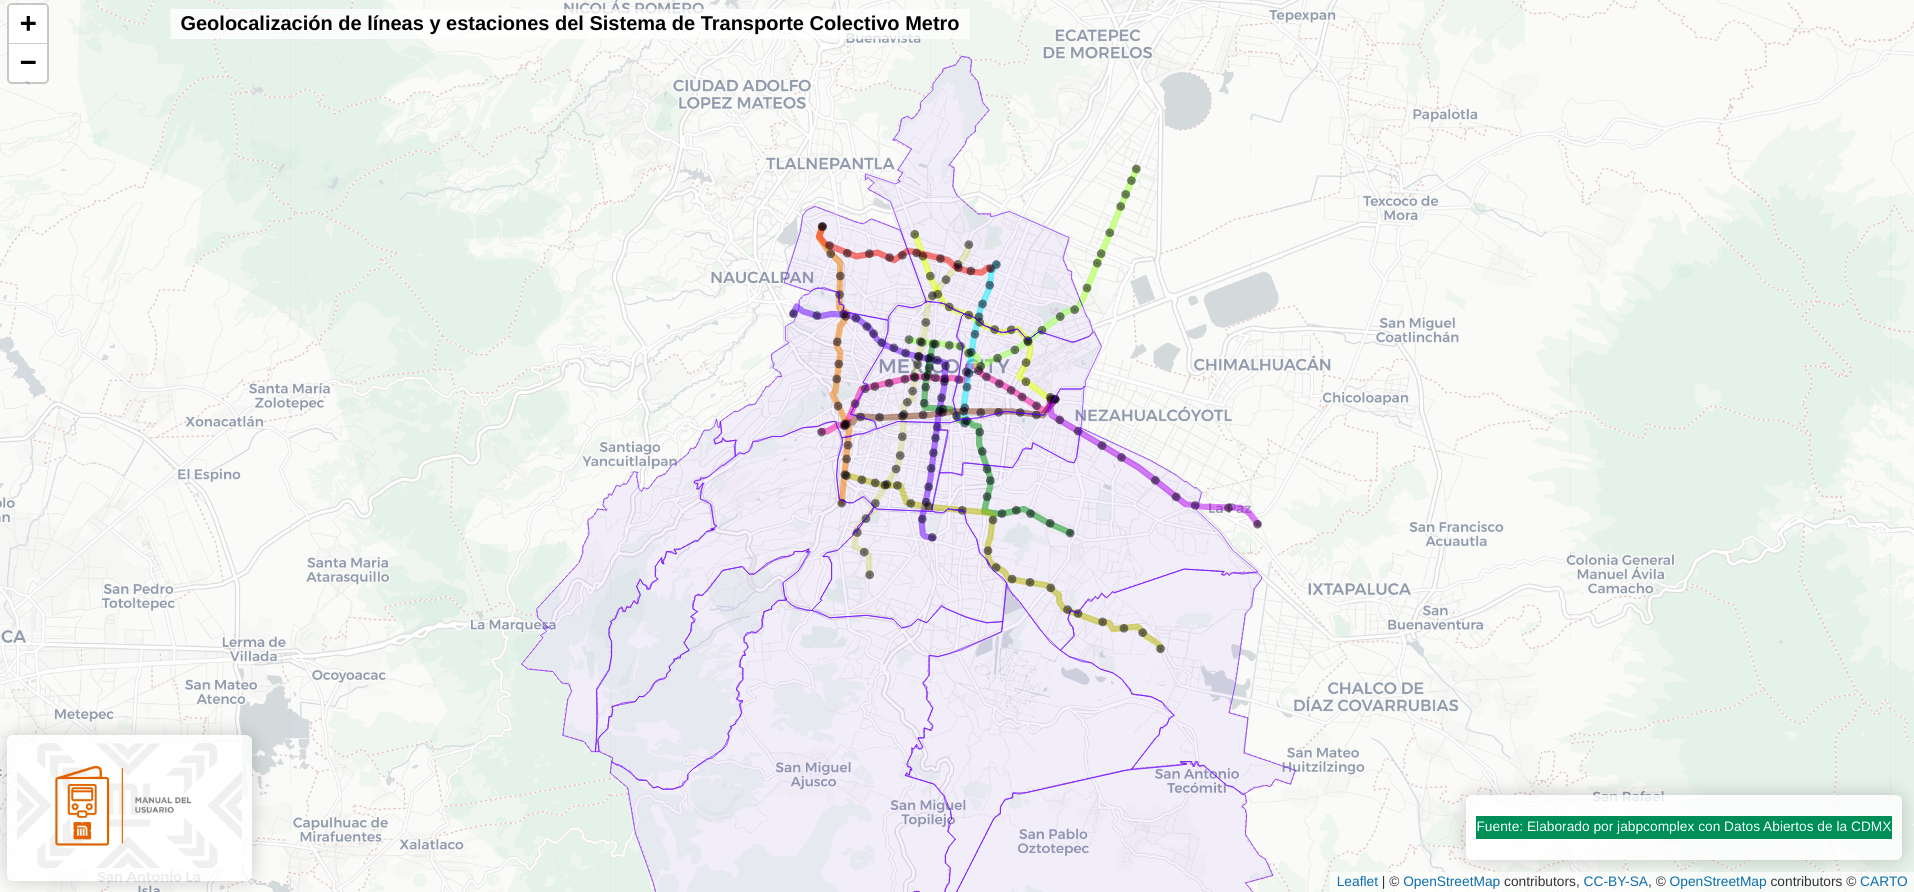 +
−
Geolocalización de líneas y estaciones del Sistema de Transporte Colectivo Metro
NICOLÁS ROMERO
Buenavista
Tepexpan
ECATEPEC
DE MORELOS
CIUDAD ADOLFO
LOPEZ MATEOS
Papalotla
TLALNEPANTLA
Texcoco de
Mora
NAUCALPAN
San Miguel
Coatlinchán
MEXICO CITY
CHIMALHUACÁN
Santa María
Zolotepec
Chicoloapan
Xonacatlán
NEZAHUALCÓYOTL
Santiago
Yancuitlalpan
El Espino
La Paz
San Francisco
Acuautla
Santa Maria
Atarasquillo
Colonia General
Manuel Ávila
Camacho
San Pedro
Totoltepec
IXTAPALUCA
San
Buenaventura
La Marquesa
CA
Lerma de
Villada
Ocoyoacac
San Mateo
Atenco
CHALCO DE
DÍAZ COVARRUBIAS
Metepec
San Mateo
Huitzilzingo
San Miguel
Ajusco
San Antonio
Tecómitl
San Rafael
San Miguel
Topilejo
MANUAL DEL
USUARIO
Capulhuac de
Mirafuentes
Xalatlaco
San Pablo
Oztotepec
Fuente: Elaborado por jabpcomplex con Datos Abiertos de la CDMX
San Antonio La
Isla
Leaflet | © OpenStreetMap contributors, CC-BY-SA, © OpenStreetMap contributors © CARTO